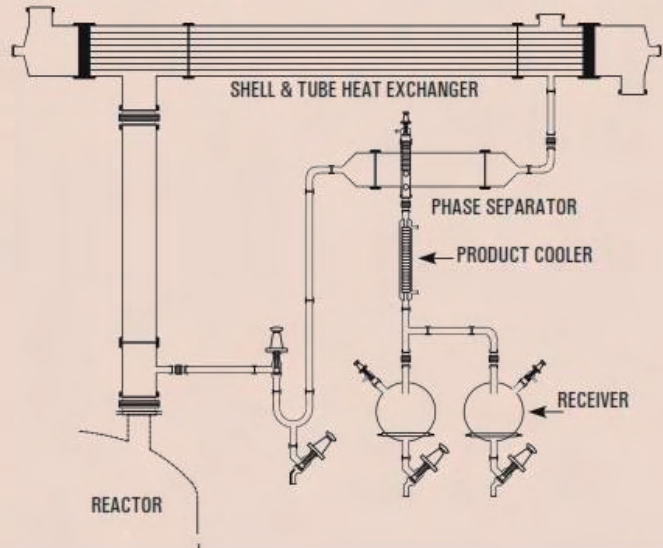 SHELL & TUBE HEAT EXCHANGER
PHASE SEPARATOR
PRODUCT COOLER
RECEIVER
REACTOR